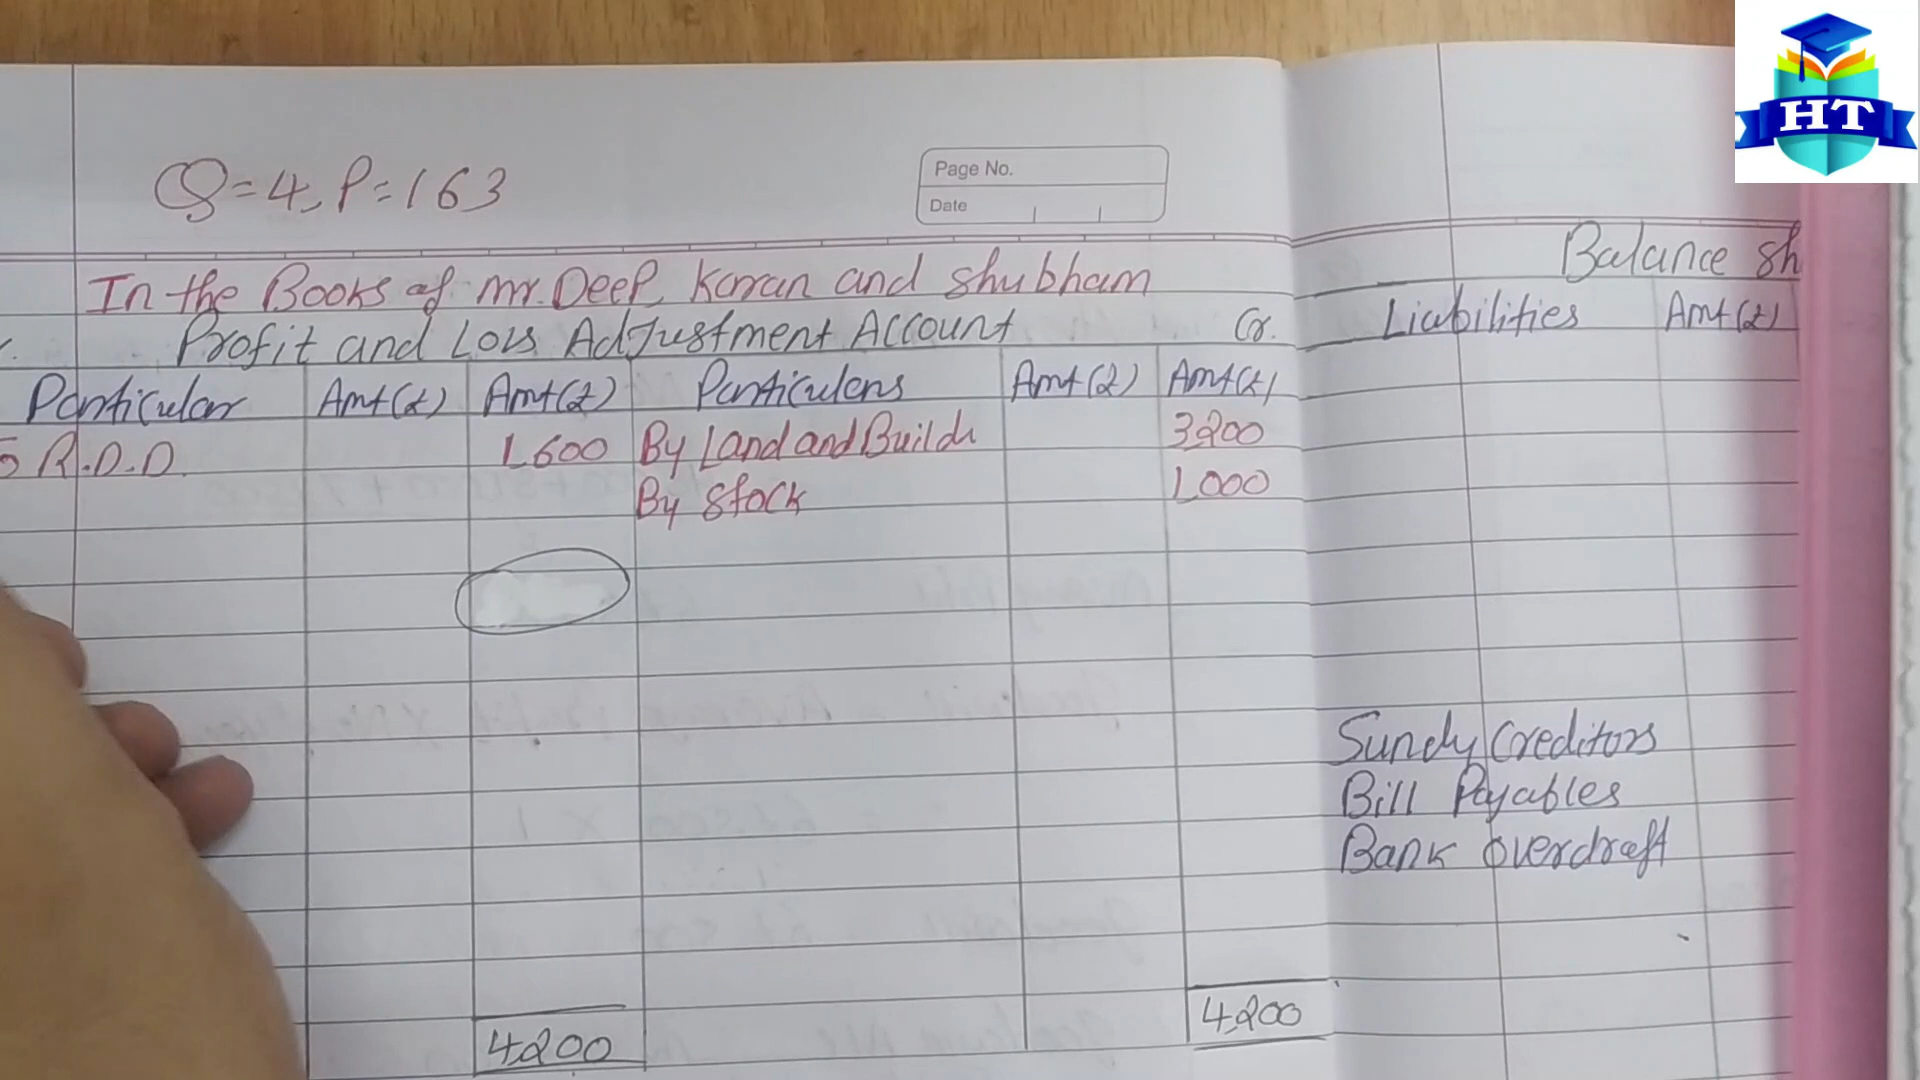 HT
Q=4, P=163
Page No.
Date
In the Books of mr. Deep, Karan and Shubham
Profit and Loss Adjustment Account Cr.
Particular Amt(₹) Amt(₹) Particulars Amt(₹) Amt(₹)
R.D.D. 1,600 By Land and Buildi 3,200
By Stock 1,000
4,200 4,200
Balance sh
Liabilities Amt(₹)
Sundy Creditors
Bill Payables
Bank overdraft